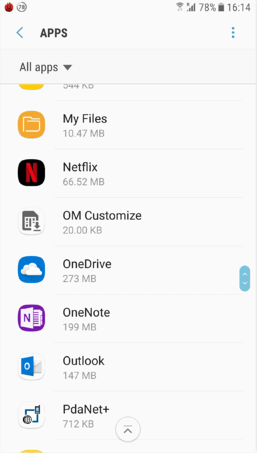 78 78% 16:14
APPS
All apps
544 KB
My Files
10.47 MB
Netflix
66.52 MB
OM Customize
20.00 KB
OneDrive
273 MB
OneNote
199 MB
Outlook
147 MB
PdaNet+
712 KB